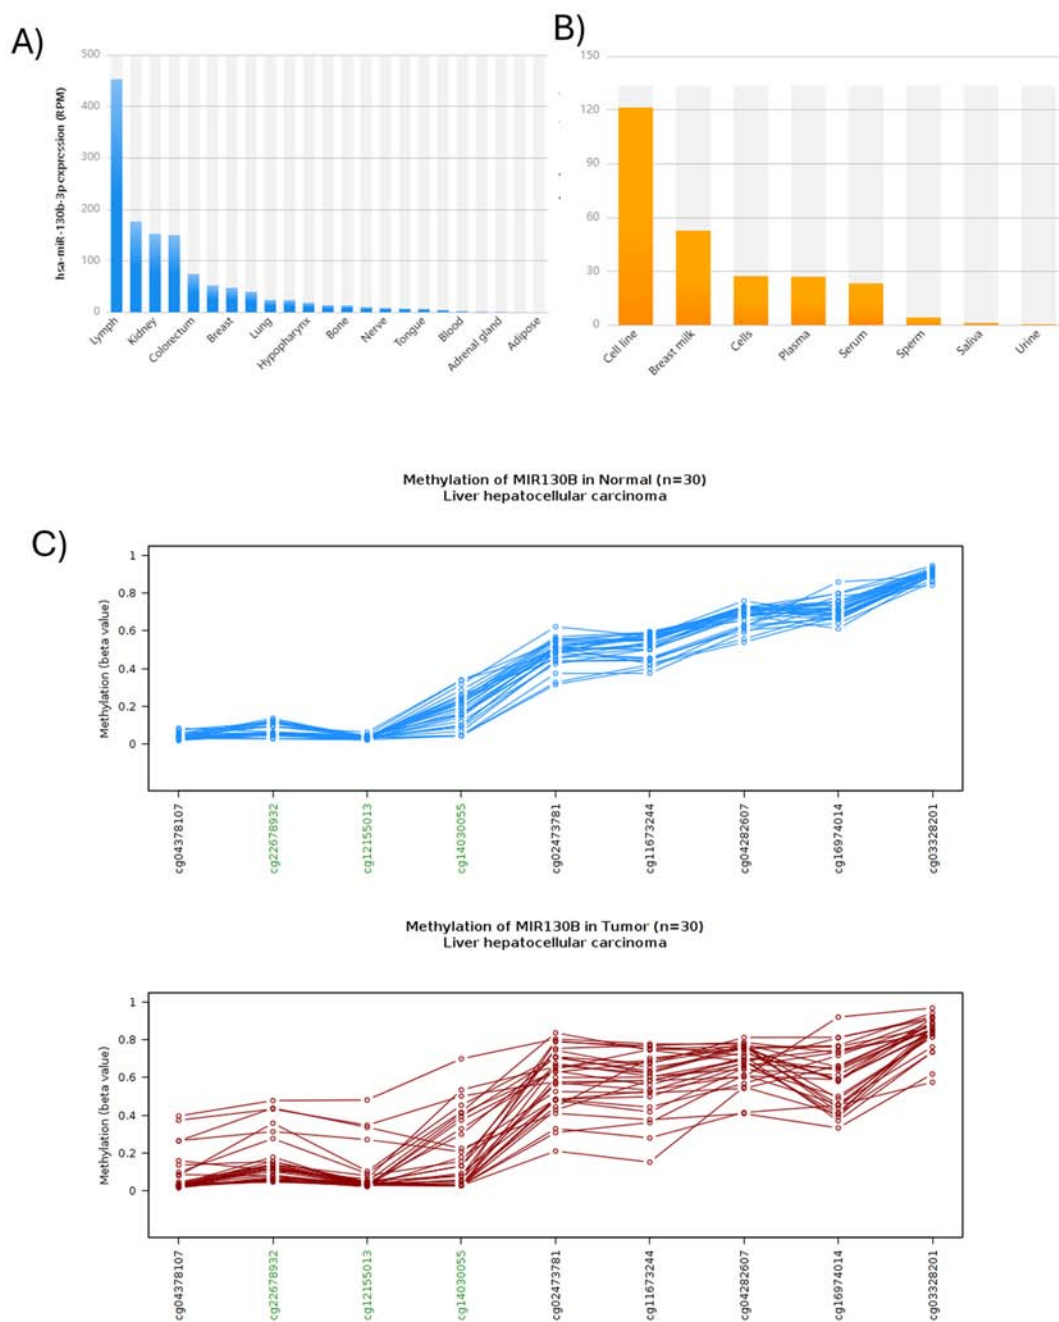 A)
500
400
300
200
100
0
hsa-miR-130b-3p expression (RPM)
Lymph
Kidney
Colorectum
Breast
Lung
Hypopharynx
Bone
Nerve
Tongue
Blood
Adrenal gland
Adipose
B)
150
120
90
60
30
0
Cell line
Breast milk
Cells
Plasma
Serum
Sperm
Saliva
Urine
C)
Methylation of MIR130B in Normal (n=30)
Liver hepatocellular carcinoma
Methylation (beta value)
1
0.8
0.6
0.4
0.2
0
cg04378107
cg22678932
cg12155013
cg14030055
cg02473781
cg11673244
cg04282607
cg16974014
cg03328201
Methylation of MIR130B in Tumor (n=30)
Liver hepatocellular carcinoma
Methylation (beta value)
1
0.8
0.6
0.4
0.2
0
cg04378107
cg22678932
cg12155013
cg14030055
cg02473781
cg11673244
cg04282607
cg16974014
cg03328201